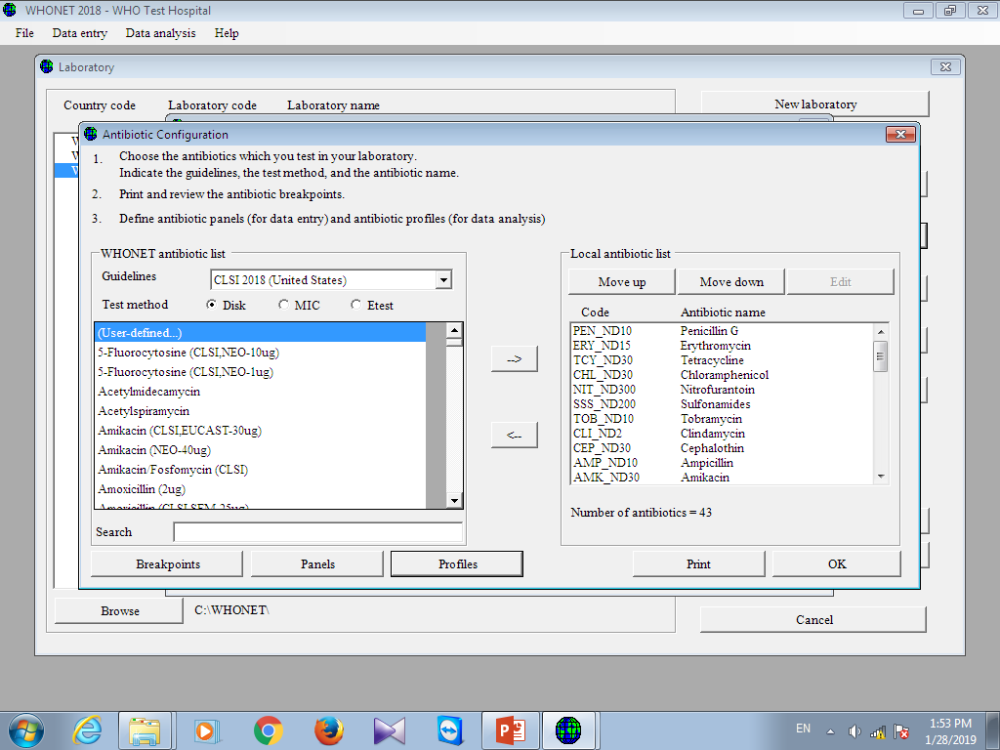 WHONET 2018 - WHO Test Hospital
File Data entry Data analysis Help
Laboratory
Country code Laboratory code Laboratory name
New laboratory
Antibiotic Configuration
1. Choose the antibiotics which you test in your laboratory.
Indicate the guidelines, the test method, and the antibiotic name.
2. Print and review the antibiotic breakpoints.
3. Define antibiotic panels (for data entry) and antibiotic profiles (for data analysis)
WHONET antibiotic list
Guidelines CLSI 2018 (United States)
Test method Disk MIC Etest
(User-defined...)
5-Fluorocytosine (CLSI,NEO-10ug)
5-Fluorocytosine (CLSI,NEO-1ug)
Acetylmidecamycin
Acetylspiramycin
Amikacin (CLSI,EUCAST-30ug)
Amikacin (NEO-40ug)
Amikacin/Fosfomycin (CLSI)
Amoxicillin (2ug)
Amoxicillin (CLSI,SFM-25ug)
Search
-->
<--
Local antibiotic list
Move up Move down Edit
Code Antibiotic name
PEN_ND10 Penicillin G
ERY_ND15 Erythromycin
TCY_ND30 Tetracycline
CHL_ND30 Chloramphenicol
NIT_ND300 Nitrofurantoin
SSS_ND200 Sulfonamides
TOB_ND10 Tobramycin
CLI_ND2 Clindamycin
CEP_ND30 Cephalothin
AMP_ND10 Ampicillin
AMK_ND30 Amikacin
Number of antibiotics = 43
Breakpoints Panels Profiles Print OK
Browse C:\WHONET\
Cancel
EN 1:53 PM
1/28/2019